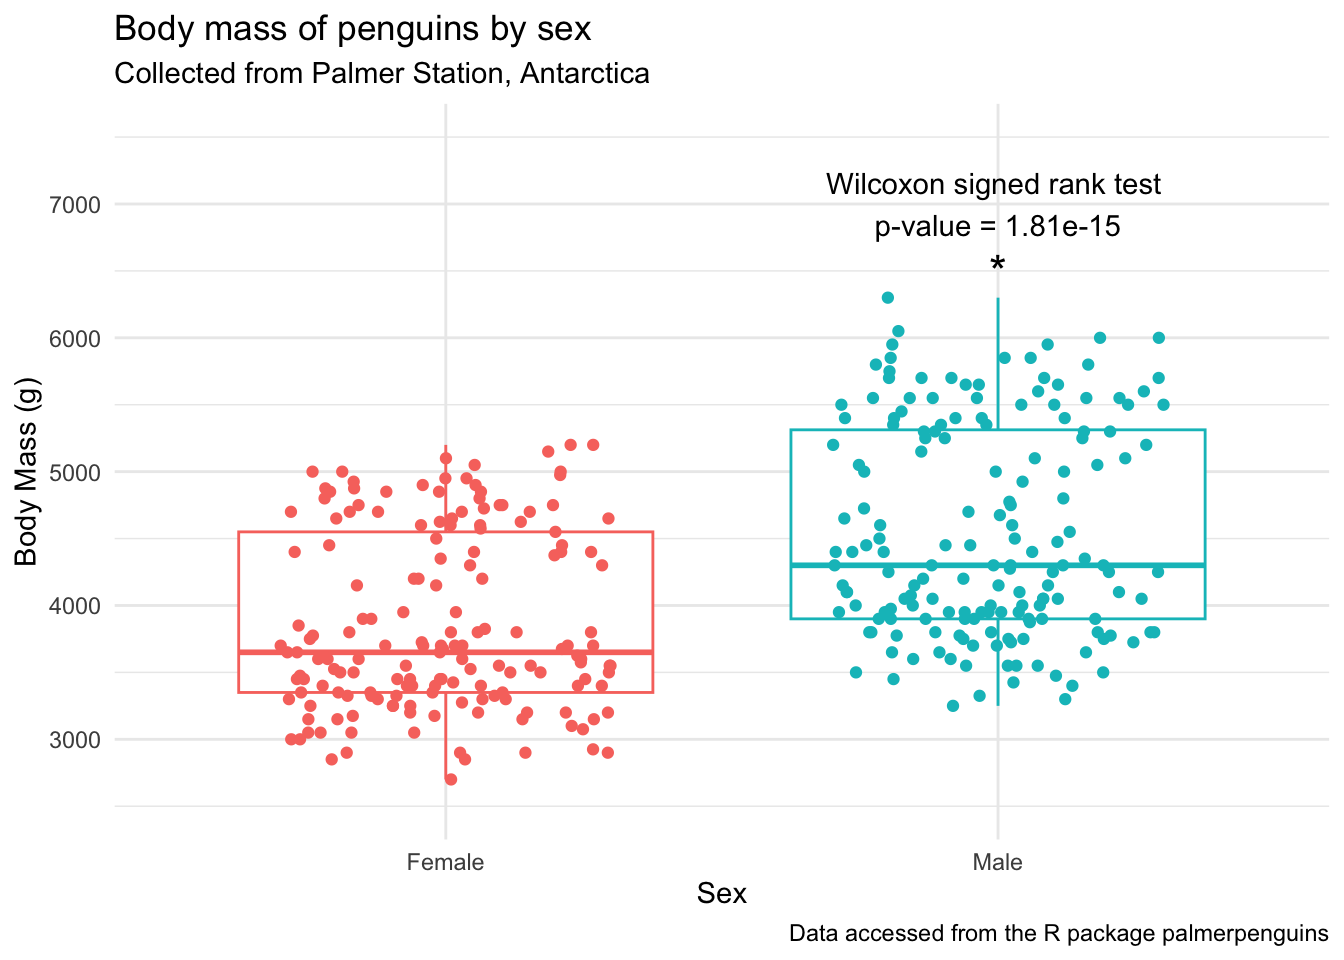 Body mass of penguins by sex
Collected from Palmer Station, Antarctica
Wilcoxon signed rank test
p-value = 1.81e-15
*
7000
6000
5000
4000
3000
Body Mass (g)
Female
Male
Sex
Data accessed from the R package palmerpenguins